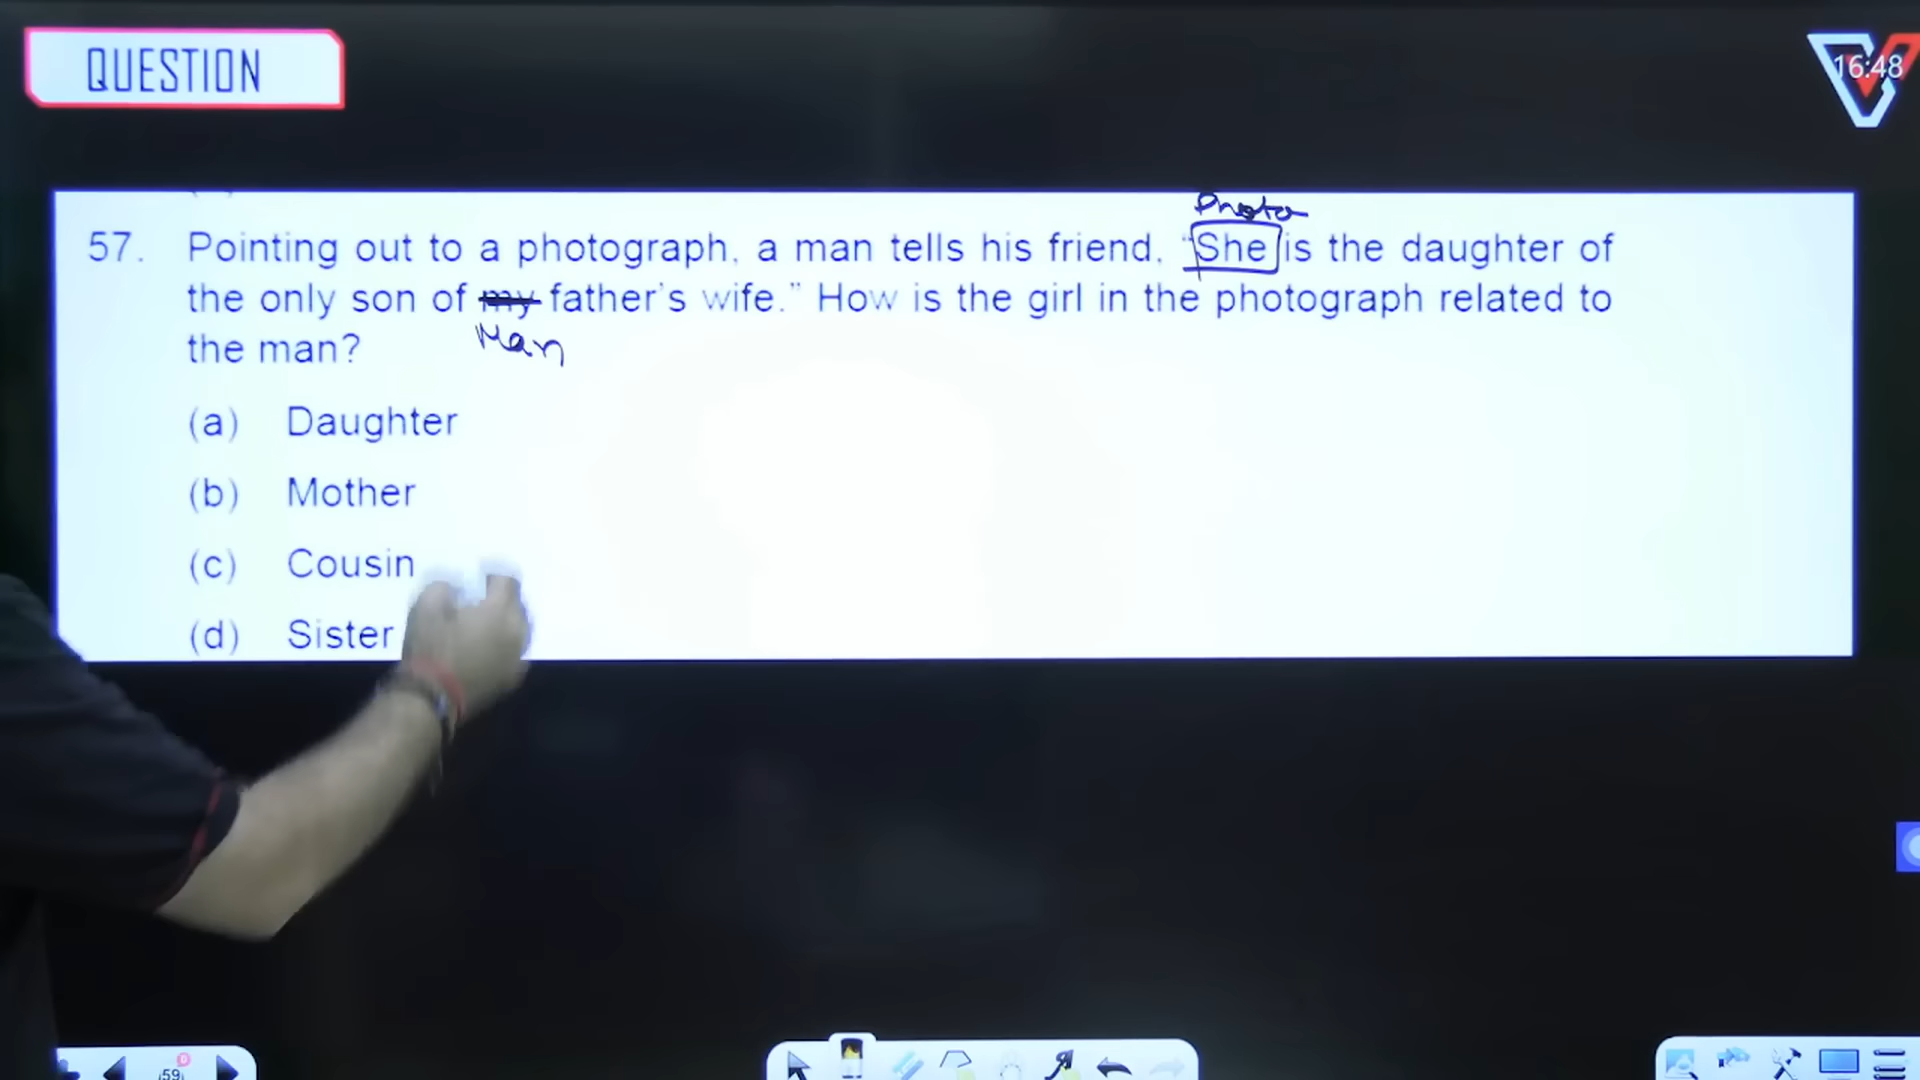 QUESTION
16:48
Photo
57. Pointing out to a photograph, a man tells his friend, "She is the daughter of
the only son of my father's wife." How is the girl in the photograph related to
Man
the man?
(a) Daughter
(b) Mother
(c) Cousin
(d) Sister
59
0